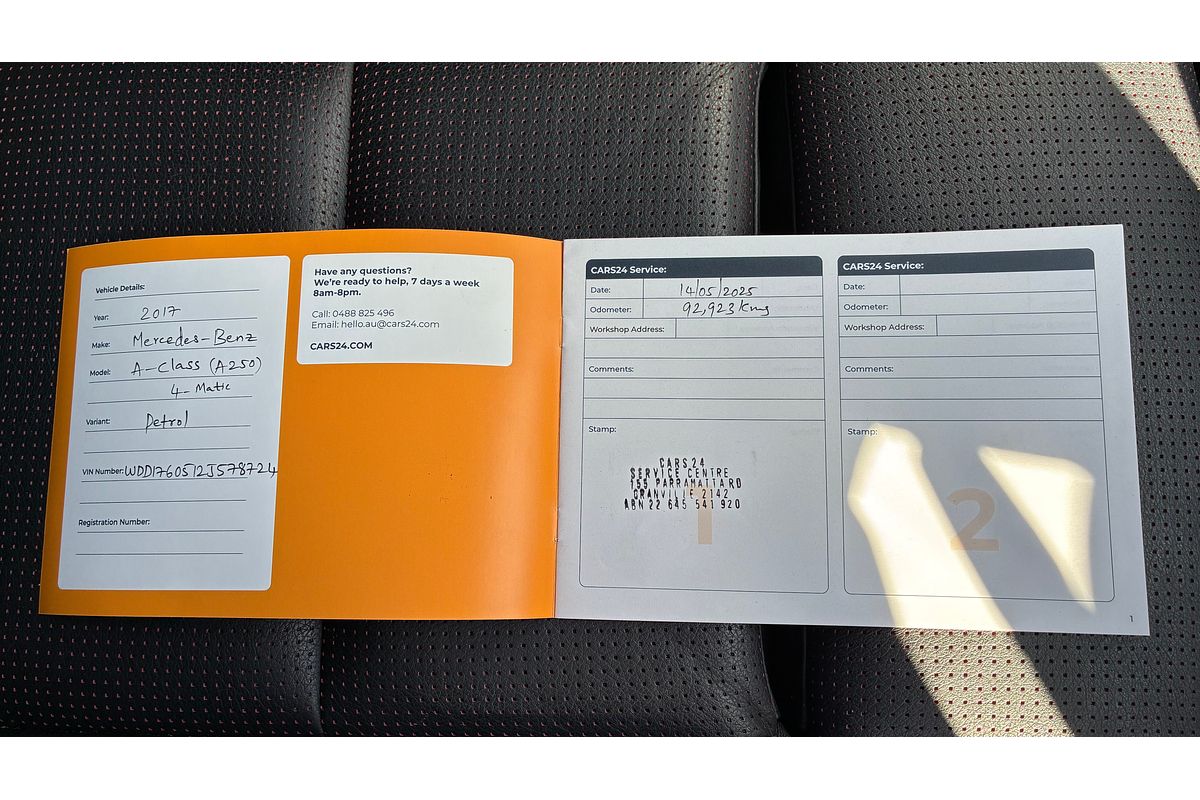 Vehicle Details:
Year: 2017
Make: Mercedes-Benz
Model: A-Class (A250)
4-Matic
Variant: Petrol
VIN Number: WDD1760512J578724
Registration Number:
Have any questions?
We're ready to help, 7 days a week
8am-8pm.
Call: 0488 825 496
Email: hello.au@cars24.com
CARS24.COM
CARS24 Service:
Date: 14/05/2025
Odometer: 92,923 Kms
Workshop Address:
Comments:
Stamp:
CARS24
SERVICE CENTRE
155 PARRAMATTA RD
GRANVILLE 2142
ABN 22 645 541 920
1
CARS24 Service:
Date:
Odometer:
Workshop Address:
Comments:
Stamp:
2
1